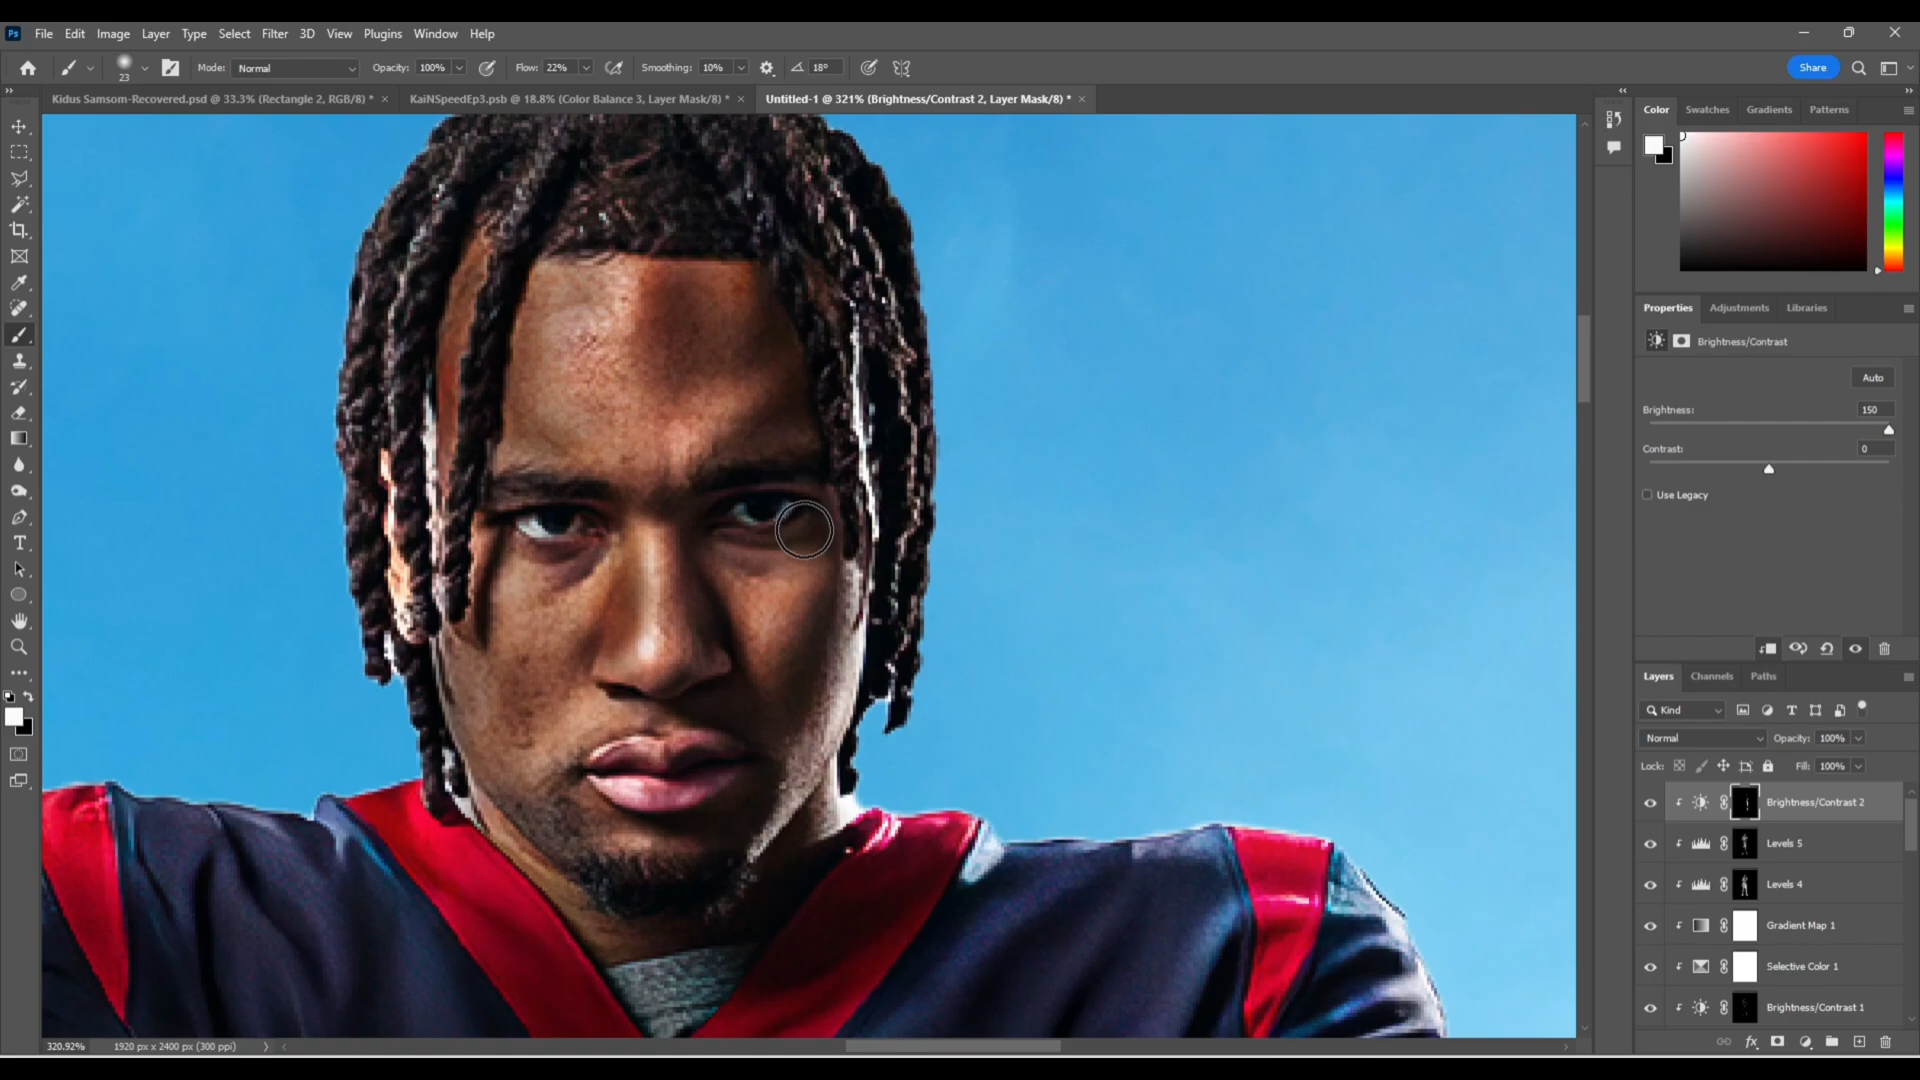 Ps File Edit Image Layer Type Select Filter 3D View Plugins Window Help
23 Mode: Normal Opacity: 100% Flow: 22% Smoothing: 10% 18° Share
Kidus Samsom-Recovered.psd @ 33.3% (Rectangle 2, RGB/8) * × KaiNSpeedEp3.psb @ 18.8% (Color Balance 3, Layer Mask/8) * × Untitled-1 @ 321% (Brightness/Contrast 2, Layer Mask/8) * ×
Color Swatches Gradients Patterns
Properties Adjustments Libraries
Brightness/Contrast
Auto
Brightness: 150
Contrast: 0
Use Legacy
Layers Channels Paths
Kind
Normal Opacity: 100%
Lock: Fill: 100%
Brightness/Contrast 2
Levels 5
Levels 4
Gradient Map 1
Selective Color 1
Brightness/Contrast 1
320.92% 1920 px x 2400 px (300 ppi)